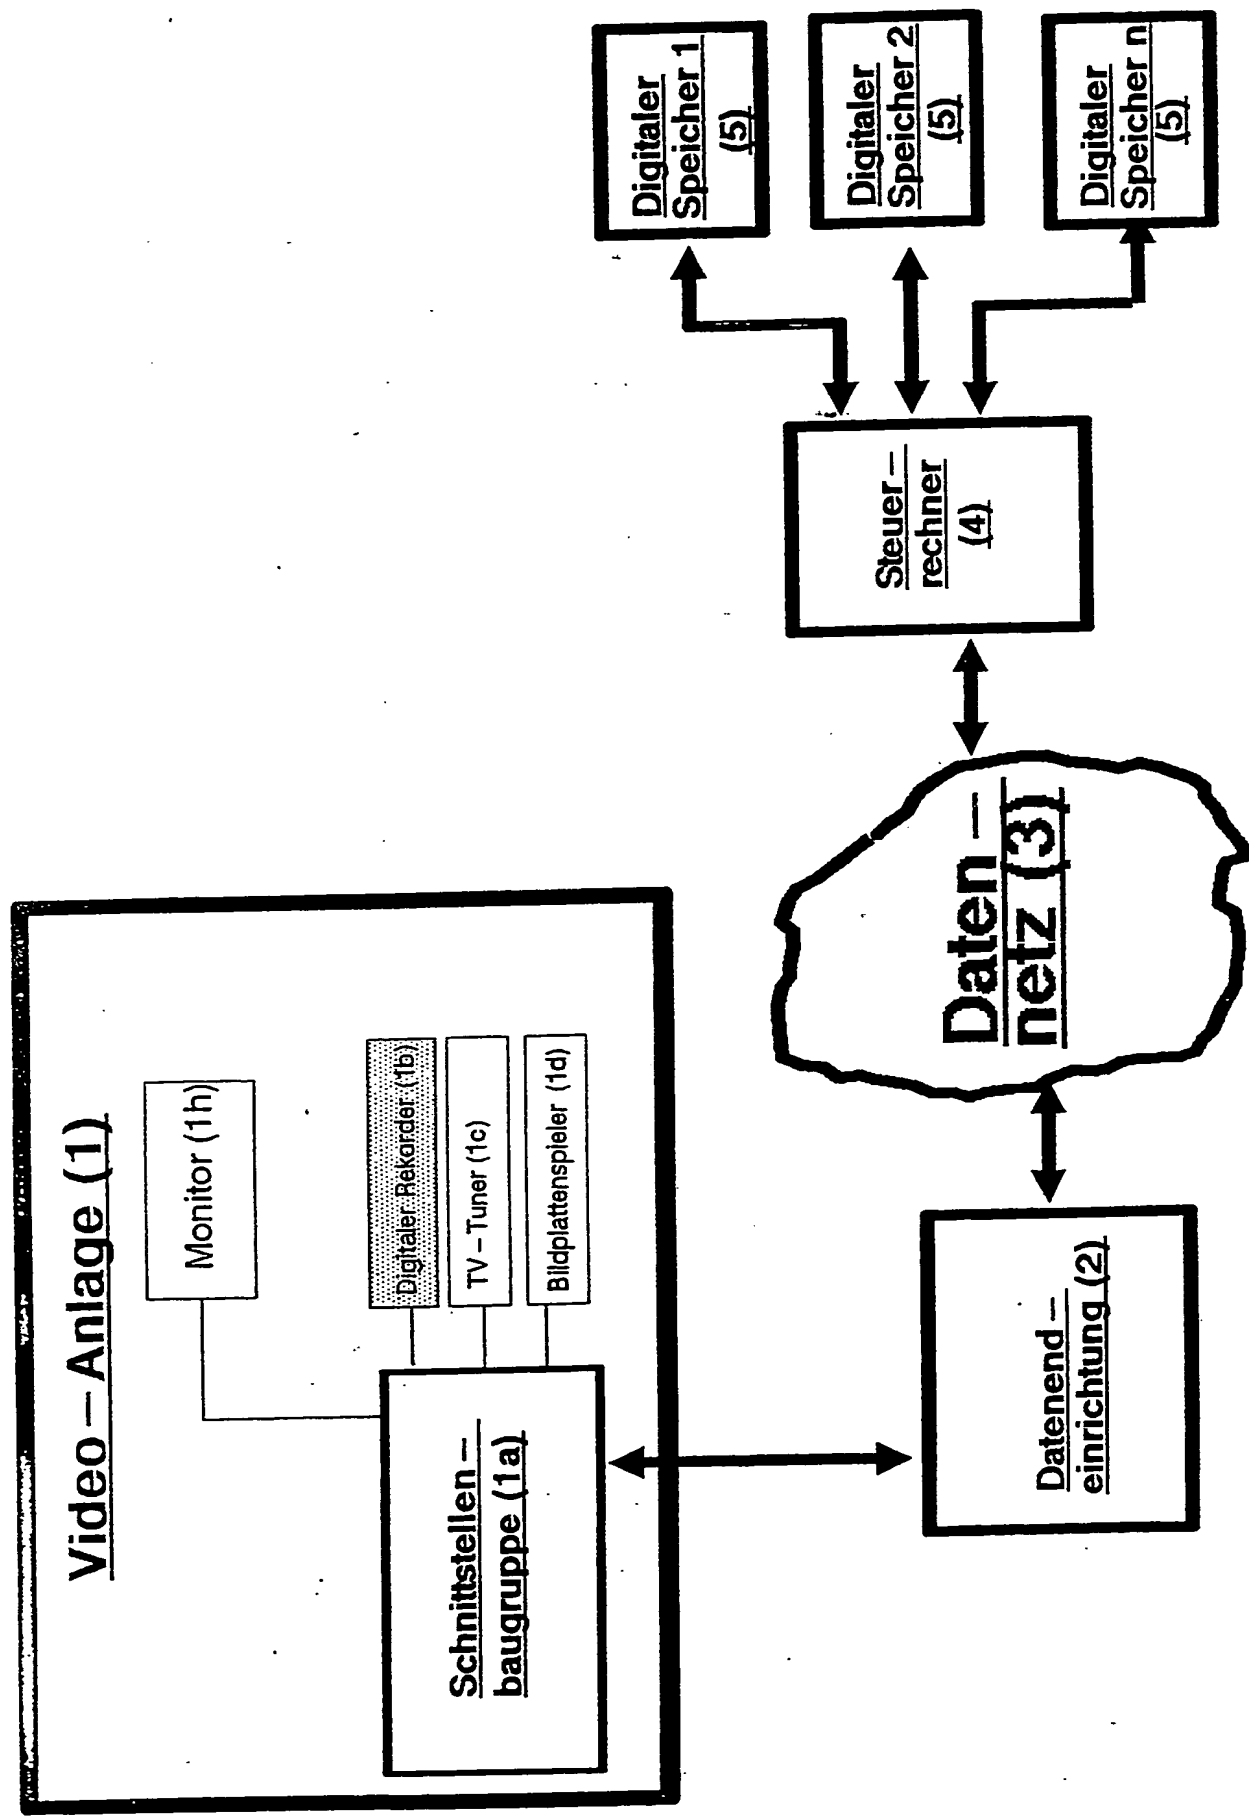 Video – Anlage (1)
Monitor (1h)
Digitaler Rekorder (1b)
TV – Tuner (1c)
Bildplattenspieler (1d)
Schnittstellen –
baugruppe (1a)
Datenend –
einrichtung (2)
Daten –
netz (3)
Steuer –
rechner
(4)
Digitaler
Speicher 1
(5)
Digitaler
Speicher 2
(5)
Digitaler
Speicher n
(5)